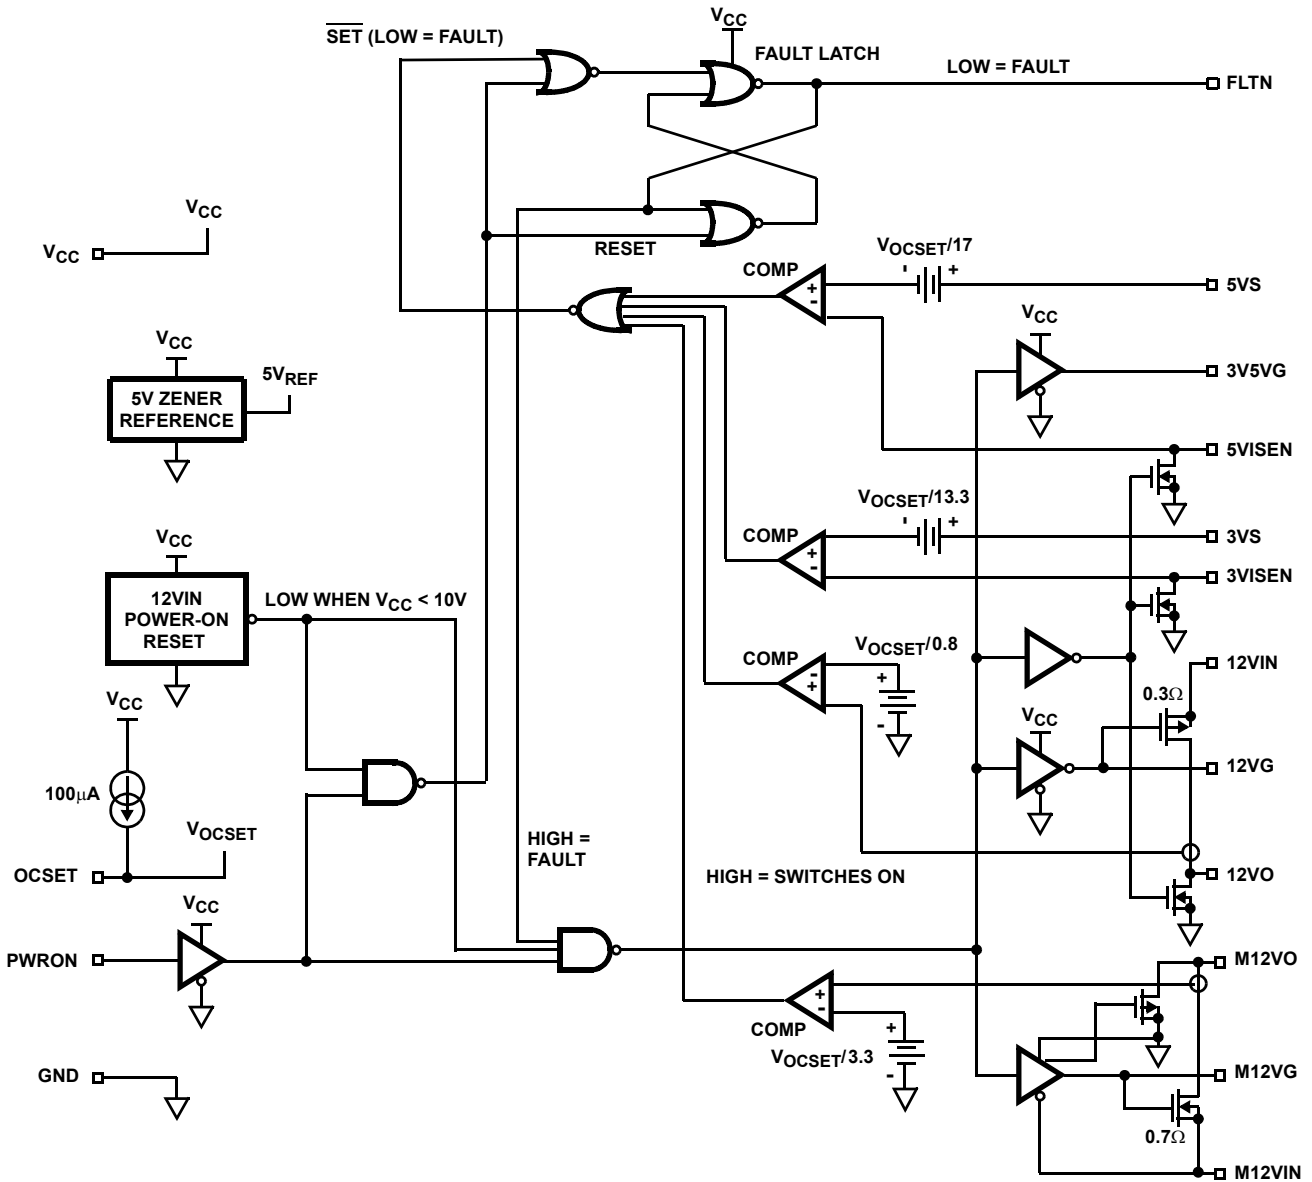 VCC
SET (LOW = FAULT)
FAULT LATCH
LOW = FAULT
FLTN
VCC
VCC
RESET
VOCSET/17
-
+
COMP
+
-
5VS
VCC
3V5VG
VCC
5VREF
5V ZENER
REFERENCE
5VISEN
VOCSET/13.3
-
+
COMP
+
-
3VS
3VISEN
VCC
12VIN
POWER-ON
RESET
LOW WHEN VCC < 10V
VOCSET/0.8
COMP
-
+
+
-
12VIN
0.3Ω
VCC
12VG
VCC
100μA
VOCSET
OCSET
HIGH =
FAULT
HIGH = SWITCHES ON
12VO
VCC
PWRON
M12VO
+
-
COMP
+
-
VOCSET/3.3
M12VG
GND
0.7Ω
M12VIN